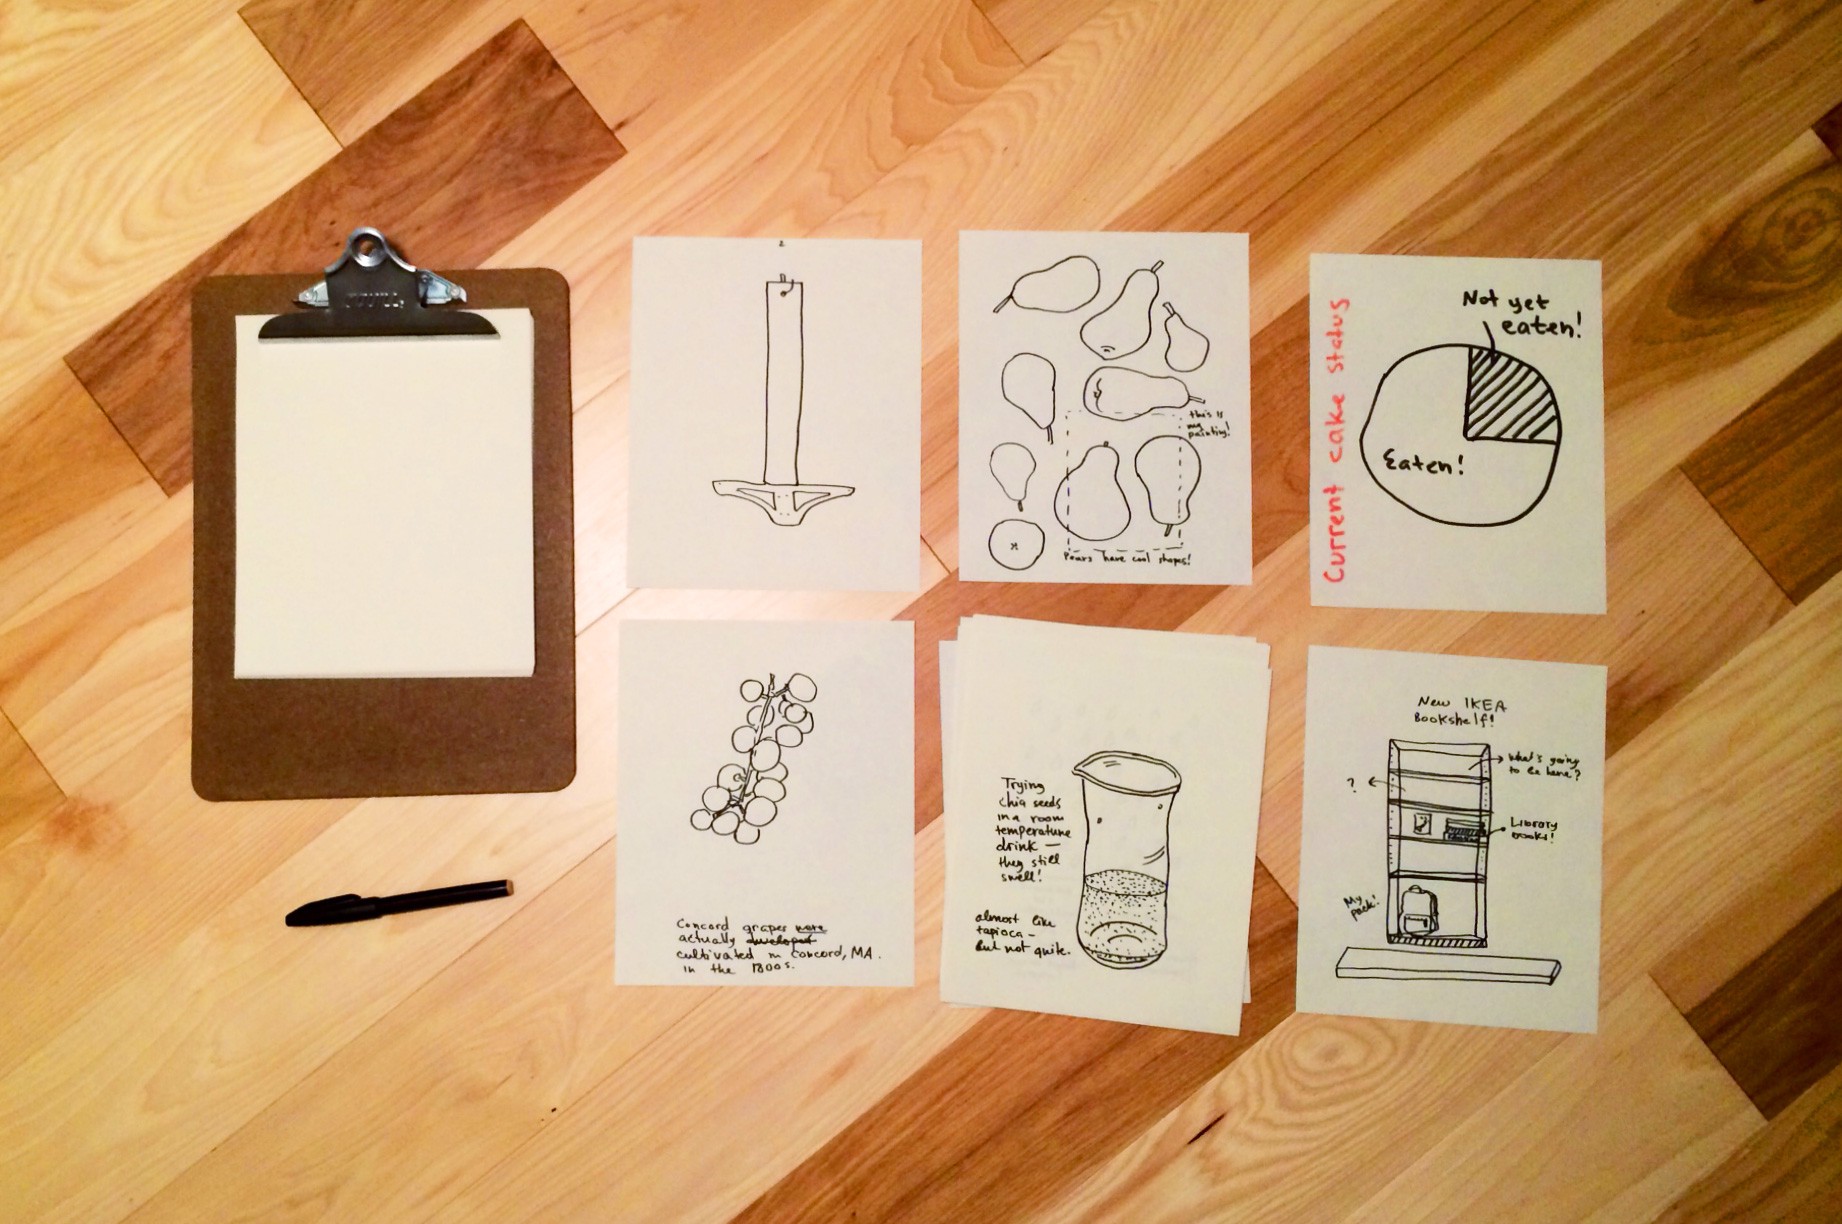 2
this is
my
painting!
Pears have cool shapes!
Current cake status
Not yet
eaten!
Eaten!
Concord grapes were
actually developed
cultivated in Concord, MA.
in the 1800s.
Trying
chia seeds
in a room
temperature
drink —
they still
swell!
almost like
tapioca —
But not quite.
New IKEA
Bookshelf!
What's going
to be here?
?
Library
books!
My
pack!